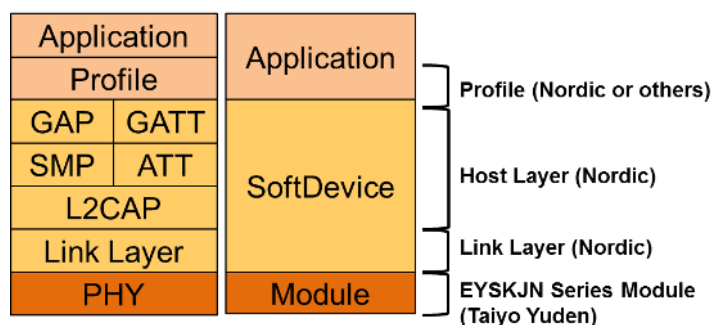 Application
Profile
GAP GATT
SMP ATT
L2CAP
Link Layer
PHY
Application
SoftDevice
Module
Profile (Nordic or others)
Host Layer (Nordic)
Link Layer (Nordic)
EYSKJN Series Module
(Taiyo Yuden)